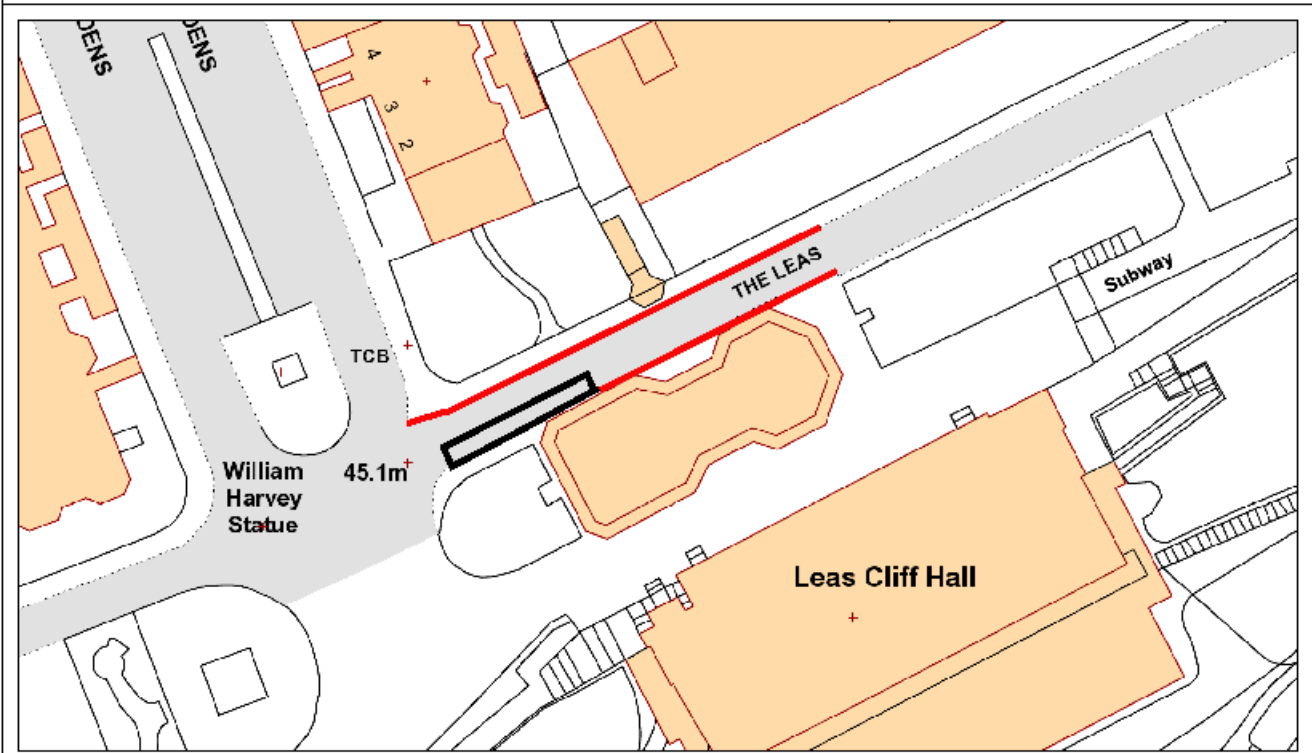 DENS
DENS
4
3
2
THE LEAS
Subway
TCB
William
Harvey
Statue
45.1m
Leas Cliff Hall